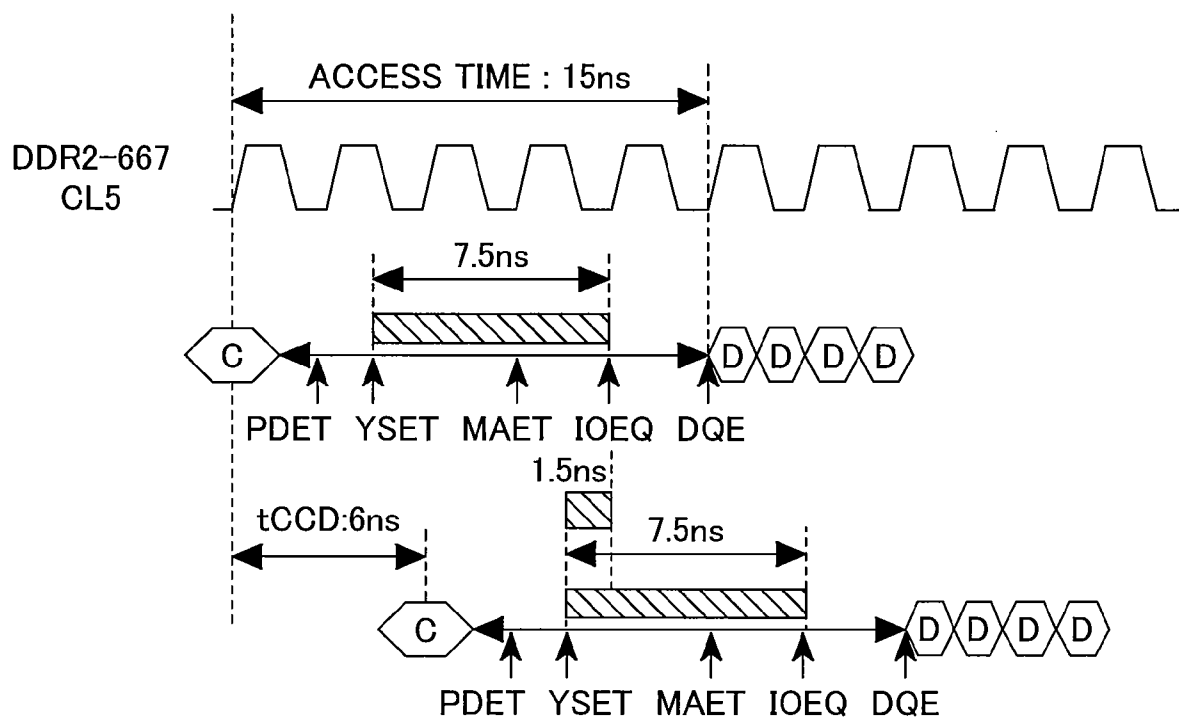 ACCESS TIME : 15ns
DDR2-667
CL5
7.5ns
C D D D D
PDET YSET MAET IOEQ DQE
1.5ns
tCCD:6ns 7.5ns
C D D D D
PDET YSET MAET IOEQ DQE